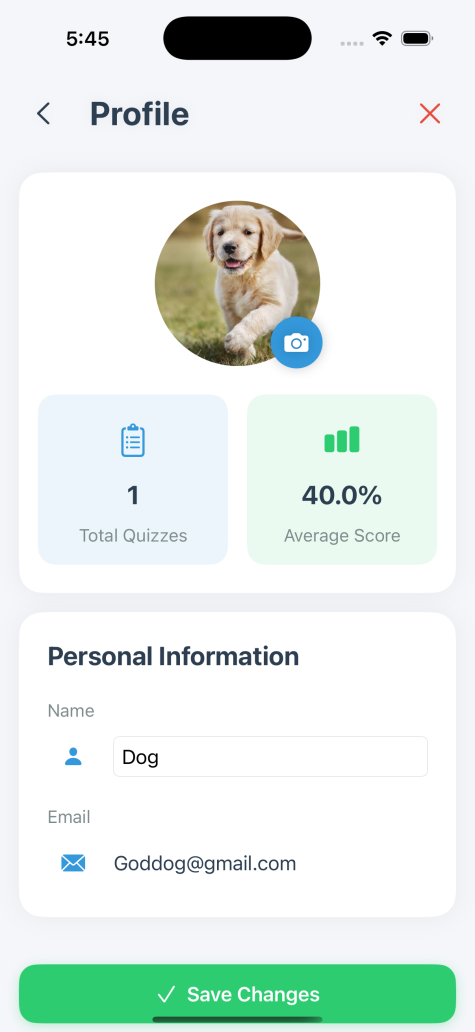 5:45
Profile
1
Total Quizzes
40.0%
Average Score
Personal Information
Name
Dog
Email
Goddog@gmail.com
Save Changes